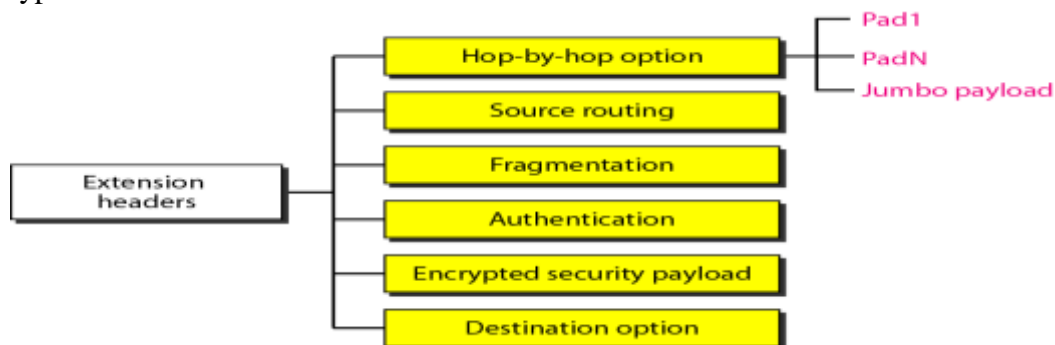 Pad1
Hop-by-hop option
PadN
Jumbo payload
Source routing
Fragmentation
Extension
headers
Authentication
Encrypted security payload
Destination option